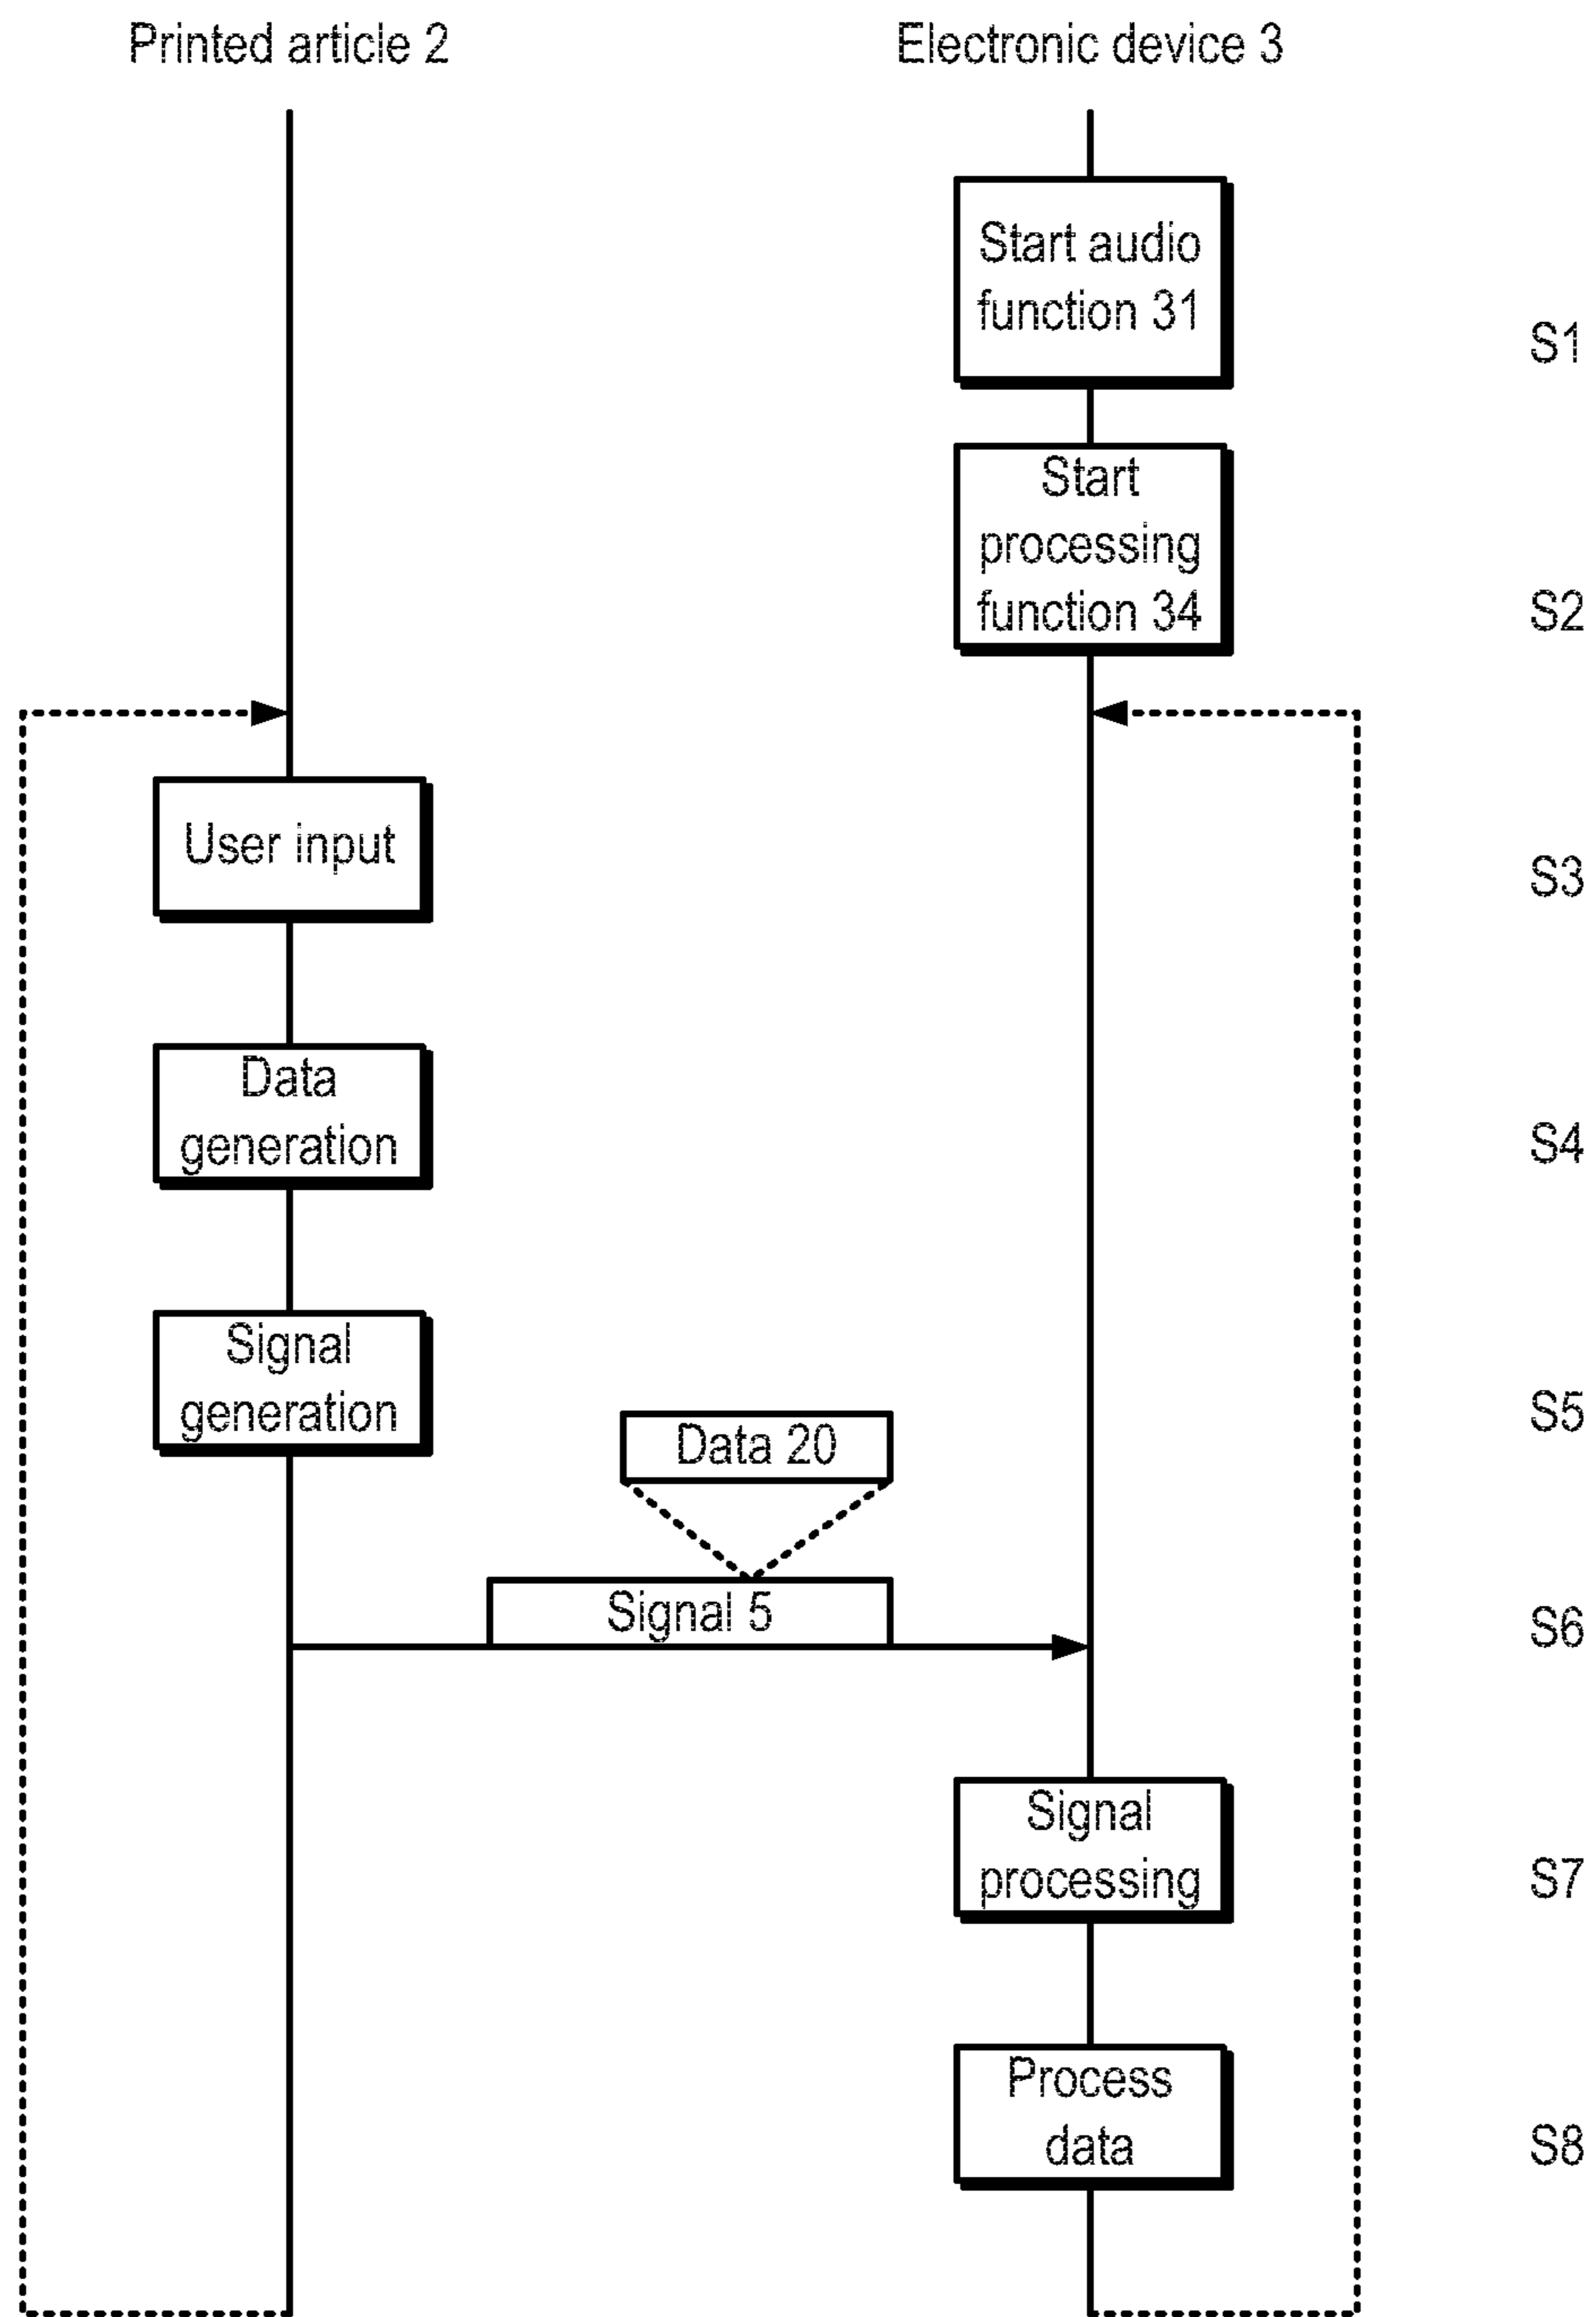 Printed article 2
Electronic device 3
Start audio
function 31
S1
Start
processing
function 34
S2
User input
S3
Data
generation
S4
Signal
generation
S5
Data 20
Signal 5
S6
Signal
processing
S7
Process
data
S8